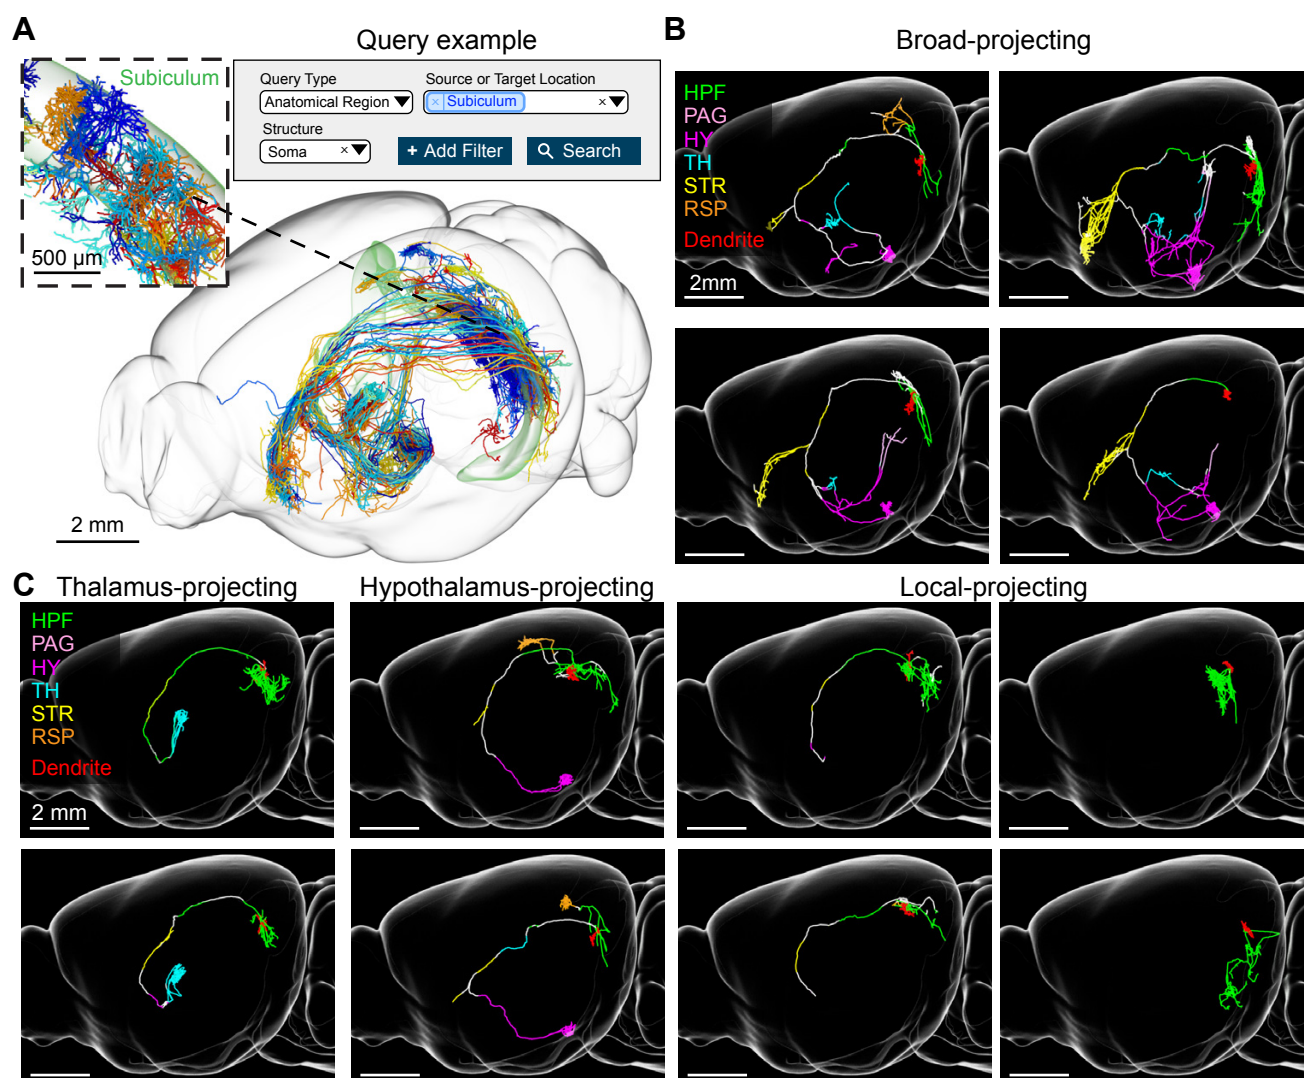 A
Query example
Subiculum
500 μm
Query Type
Source or Target Location
Anatomical Region
× Subiculum ×
Structure
Soma ×
+ Add Filter
Search
2 mm
B
Broad-projecting
HPF
PAG
HY
TH
STR
RSP
Dendrite
2mm
C
Thalamus-projecting
Hypothalamus-projecting
Local-projecting
HPF
PAG
HY
TH
STR
RSP
Dendrite
2 mm